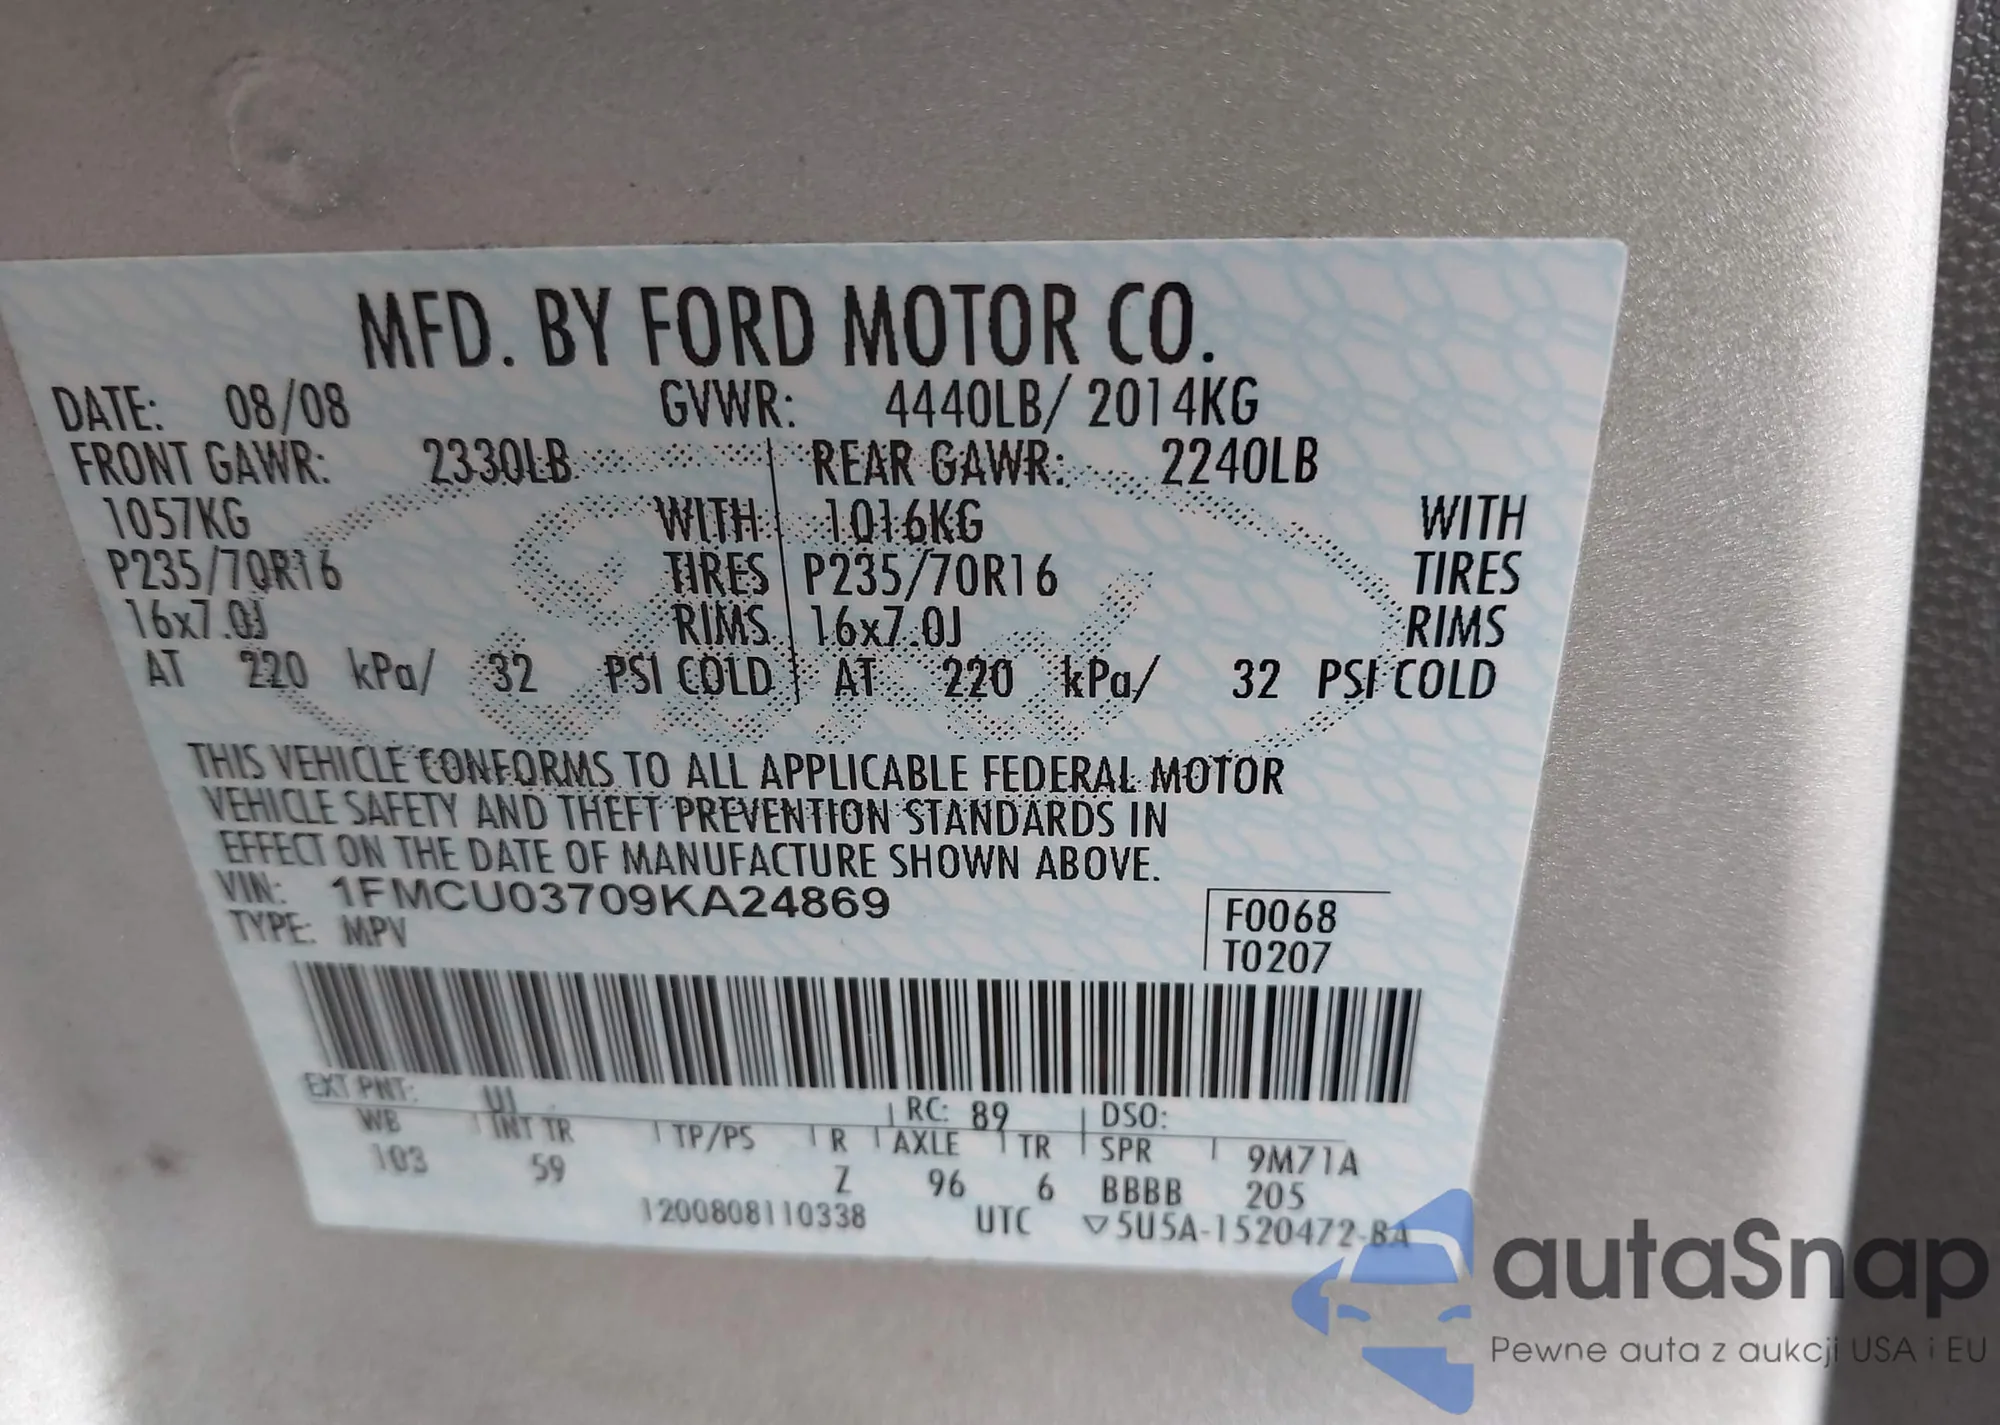 MFD. BY FORD MOTOR CO.
DATE: 08/08 GVWR: 4440LB/ 2014KG
FRONT GAWR: 2330LB REAR GAWR: 2240LB
1057KG WITH 1016KG WITH
P235/70R16 TIRES P235/70R16 TIRES
16x7.0J RIMS 16x7.0J RIMS
AT 220 kPa/ 32 PSI COLD AT 220 kPa/ 32 PSI COLD
THIS VEHICLE CONFORMS TO ALL APPLICABLE FEDERAL MOTOR
VEHICLE SAFETY AND THEFT PREVENTION STANDARDS IN
EFFECT ON THE DATE OF MANUFACTURE SHOWN ABOVE.
VIN: 1FMCU03709KA24869
TYPE: MPV
F0068
T0207
EXT PNT: UJ RC: 89 DSO:
WB INT TR TP/PS R AXLE TR SPR 9M71A
103 59 Z 96 6 BBBB 205
1200808110338 UTC ▽5U5A-1520472-BA
autaSnap
Pewne auta z aukcji USA i EU